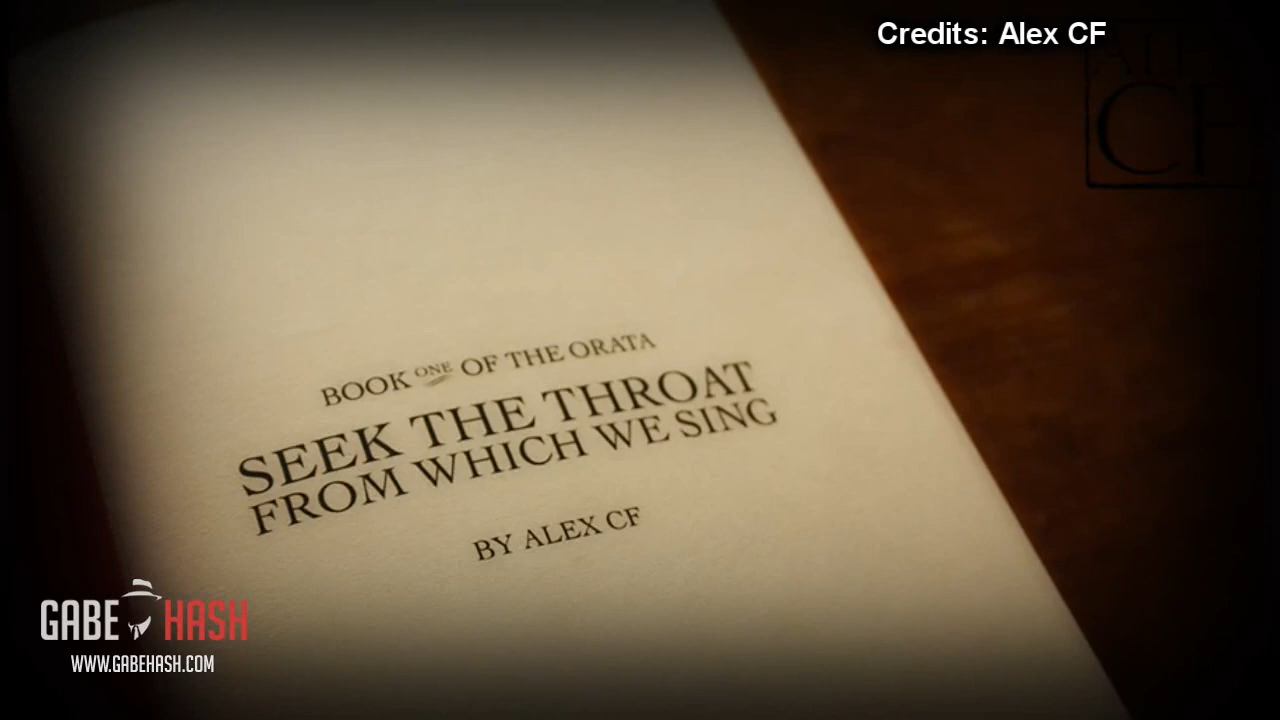 Credits: Alex CF
CF
BOOK ONE OF THE ORATA
SEEK THE THROAT
FROM WHICH WE SING
BY ALEX CF
GABE HASH
WWW.GABEHASH.COM